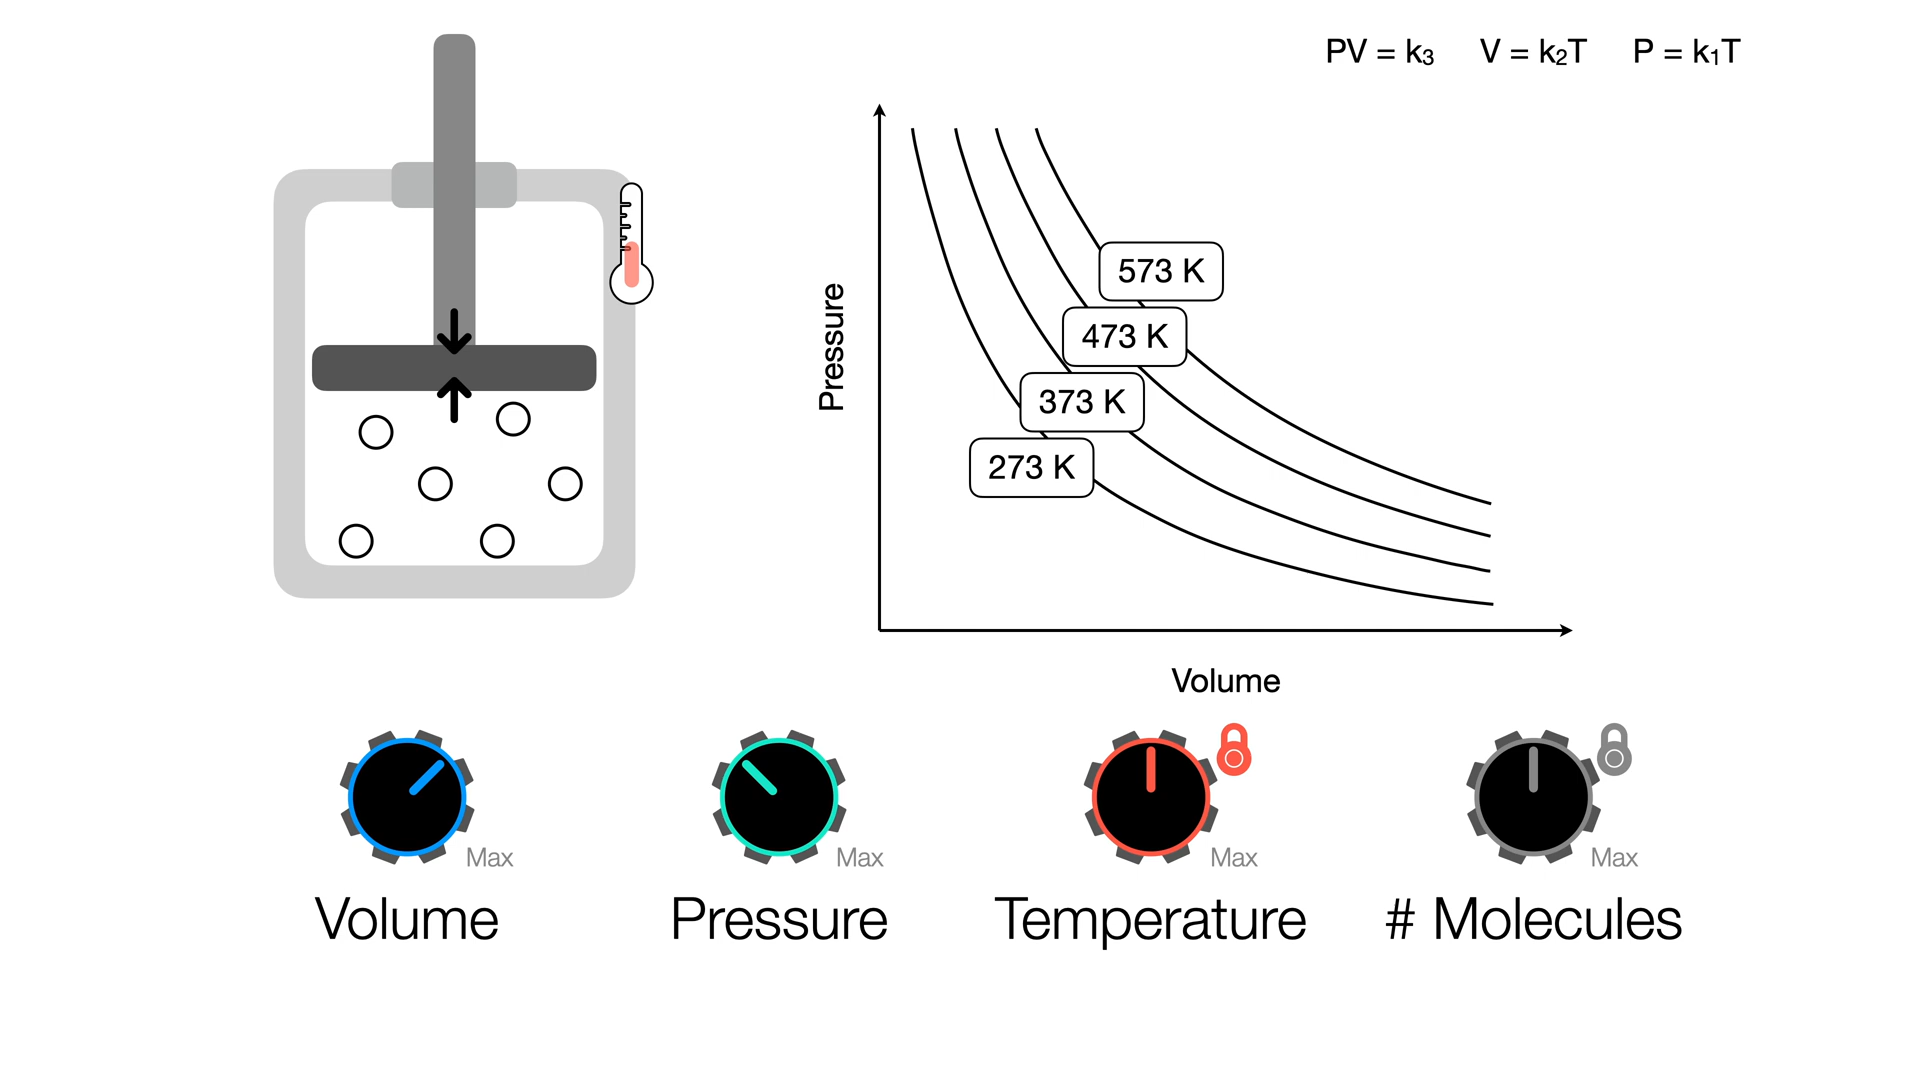 PV = k₃ V = k₂T P = k₁T
573 K
473 K
373 K
273 K
Pressure
Volume
Max Max Max Max
Volume Pressure Temperature # Molecules